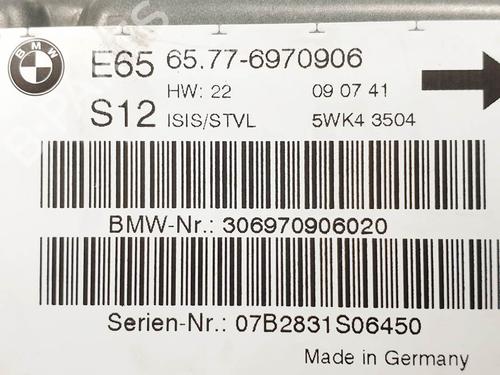 BMW
E65 65.77-6970906
HW: 22 09 07 41
S12 ISIS/STVL 5WK4 3504
BMW-Nr.: 306970906020
Serien-Nr.: 07B2831S06450
Made in Germany